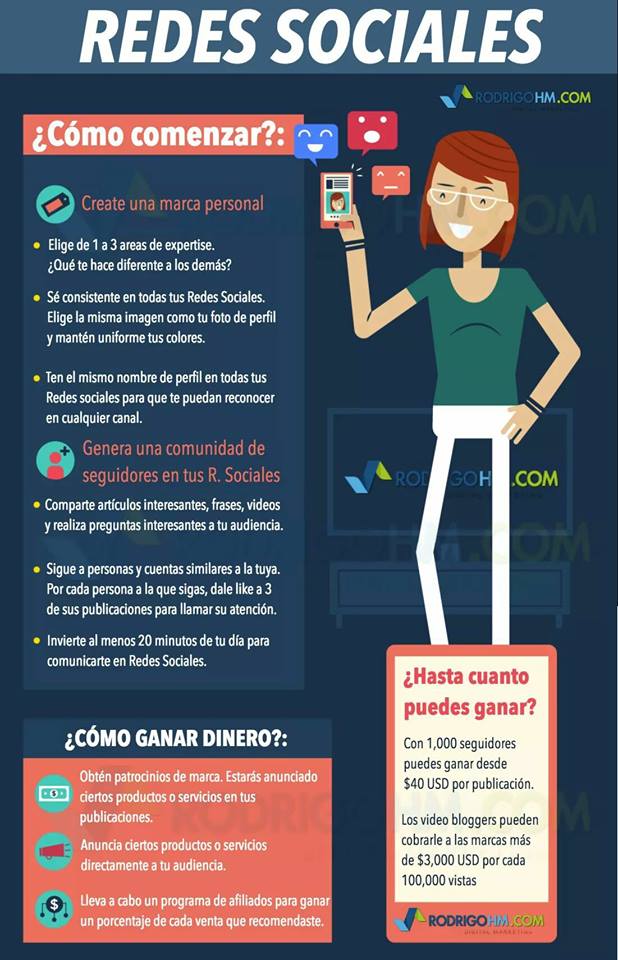 REDES SOCIALES
RODRIGOHM.COM
¿Cómo comenzar?:
Create una marca personal
• Elige de 1 a 3 areas de expertise.
¿Qué te hace diferente a los demás?
• Sé consistente en todas tus Redes Sociales.
Elige la misma imagen como tu foto de perfil
y mantén uniforme tus colores.
• Ten el mismo nombre de perfil en todas tus
Redes sociales para que te puedan reconocer
en cualquier canal.
Genera una comunidad de
seguidores en tus R. Sociales
• Comparte artículos interesantes, frases, videos
y realiza preguntas interesantes a tu audiencia.
• Sigue a personas y cuentas similares a la tuya.
Por cada persona a la que sigas, dale like a 3
de sus publicaciones para llamar su atención.
• Invierte al menos 20 minutos de tu día para
comunicarte en Redes Sociales.
RODRIGOHM.COM
¿CÓMO GANAR DINERO?:
Obtén patrocinios de marca. Estarás anunciado
ciertos productos o servicios en tus
publicaciones.
Anuncia ciertos productos o servicios
directamente a tu audiencia.
Lleva a cabo un programa de afiliados para ganar
un porcentaje de cada venta que recomendaste.
¿Hasta cuanto
puedes ganar?
Con 1,000 seguidores
puedes ganar desde
$40 USD por publicación.
Los video bloggers pueden
cobrarle a las marcas más
de $3,000 USD por cada
100,000 vistas
RODRIGOHM.COM
DIGITAL MARKETING